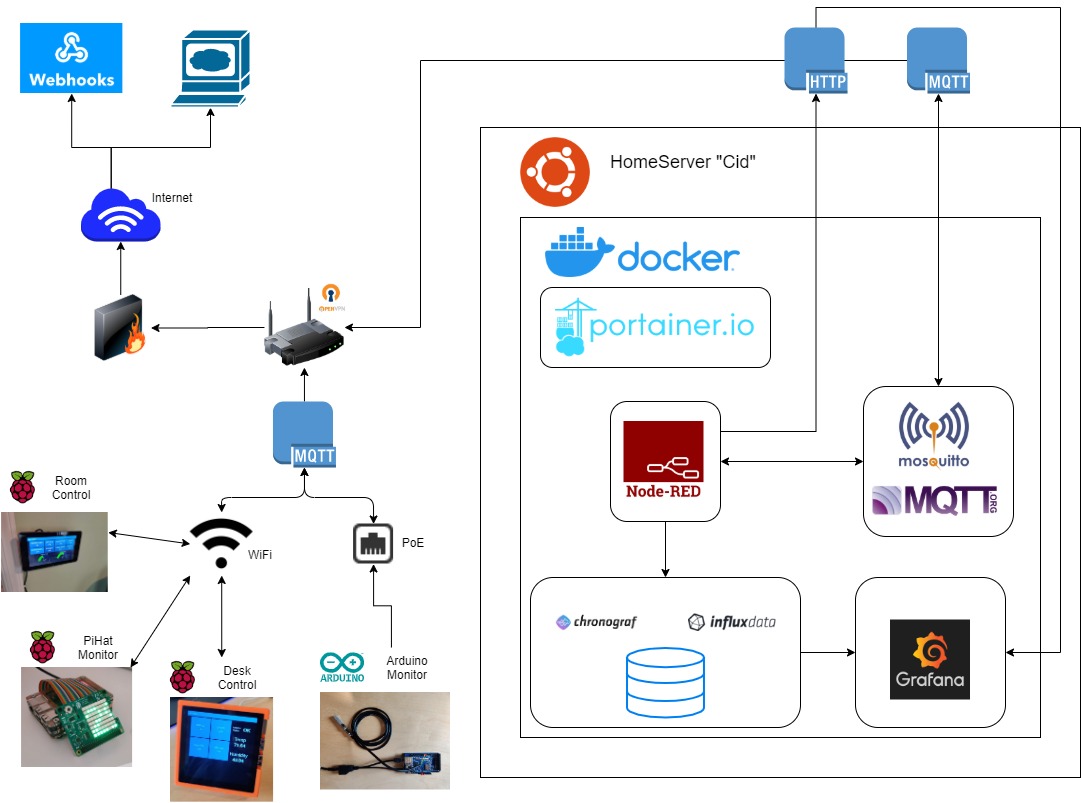 Webhooks
HTTP
MQTT
HomeServer "Cid"
Internet
docker
OPENVPN
portainer.io
MQTT
mosquitto
Node-RED
MQTT
.ORG
Room
Control
WiFi
PoE
chronograf
influxdata
PiHat
Monitor
Desk
Control
ARDUINO
Arduino
Monitor
Grafana